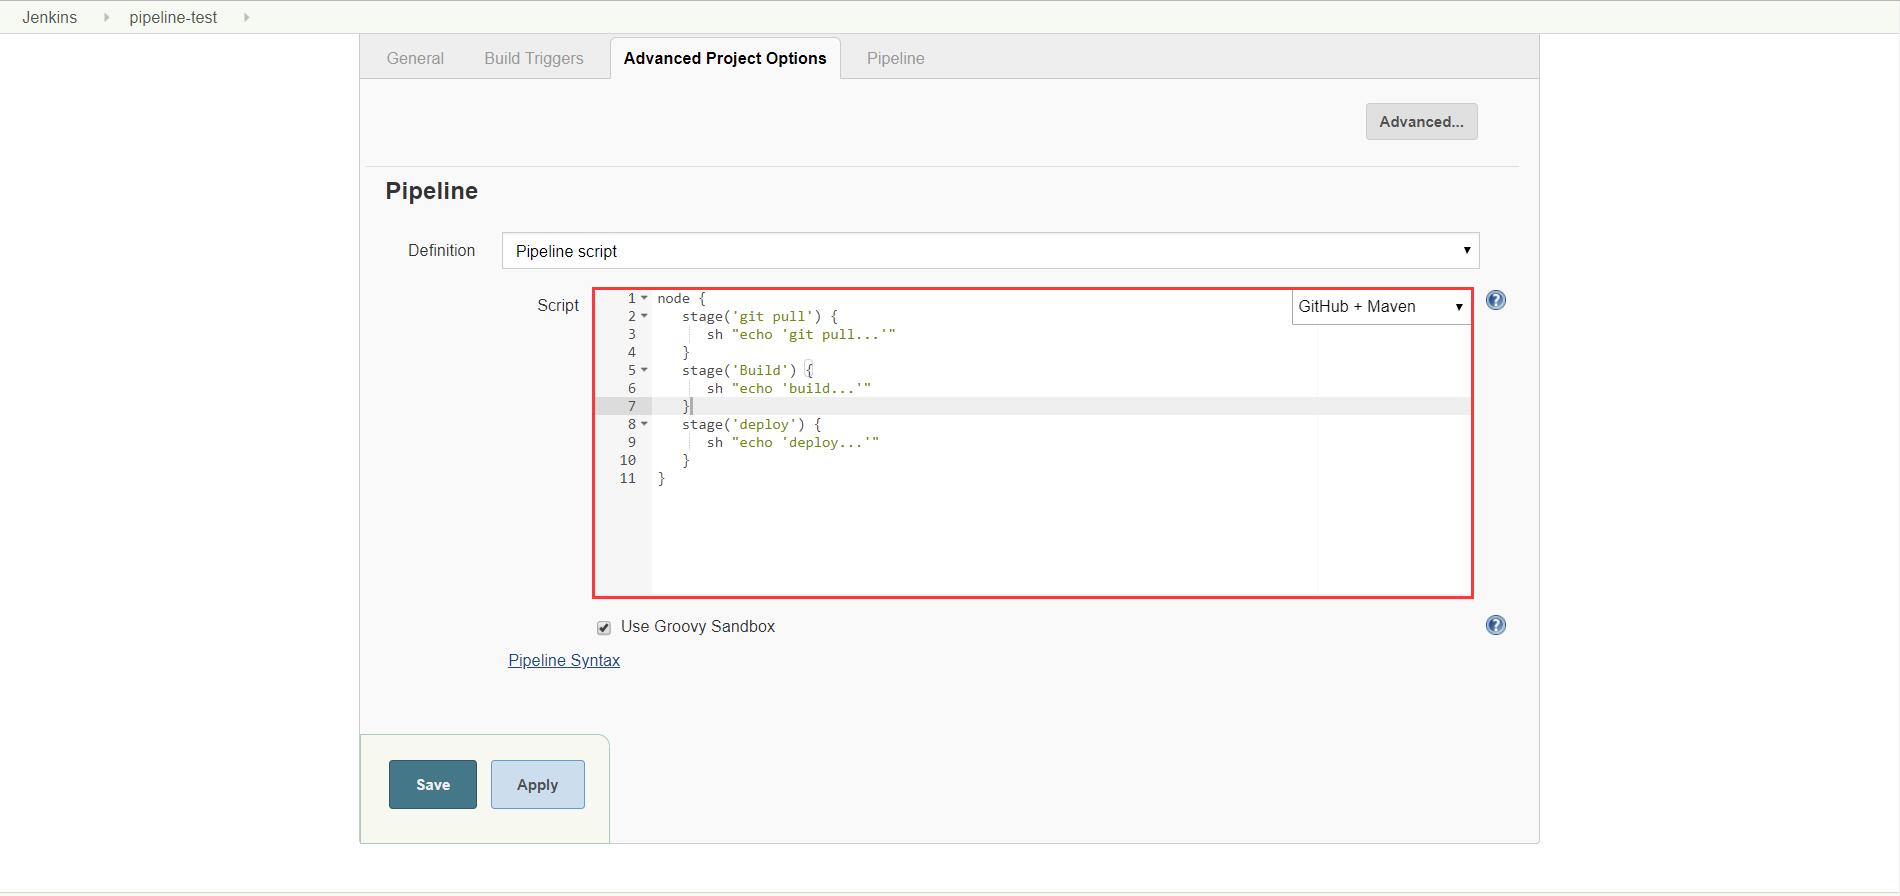 Jenkins pipeline-test
General Build Triggers Advanced Project Options Pipeline
Advanced...
Pipeline
Definition Pipeline script
Script
GitHub + Maven
1 node {
2 stage('git pull') {
3 sh "echo 'git pull...'"
4 }
5 stage('Build') {
6 sh "echo 'build...'"
7 }
8 stage('deploy') {
9 sh "echo 'deploy...'"
10 }
11 }
Use Groovy Sandbox
Pipeline Syntax
Save Apply